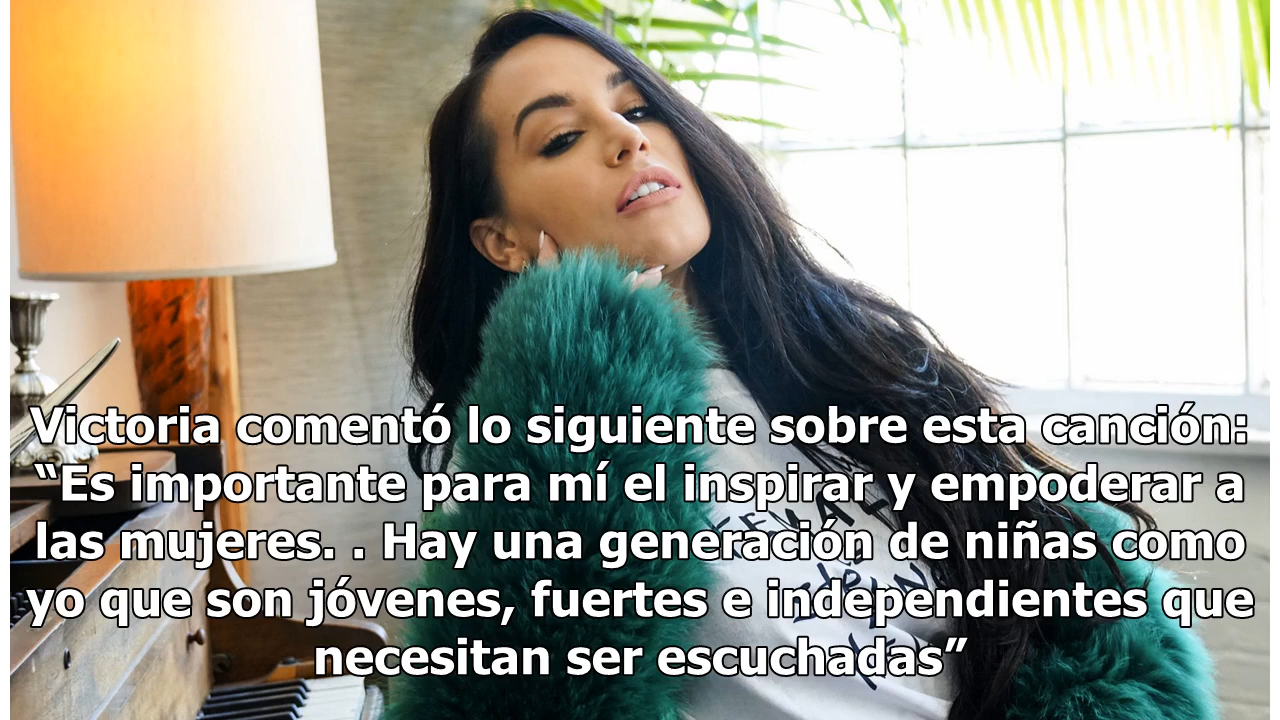 Victoria comentó lo siguiente sobre esta canción:
“Es importante para mí el inspirar y empoderar a
las mujeres. . Hay una generación de niñas como
yo que son jóvenes, fuertes e independientes que
necesitan ser escuchadas”